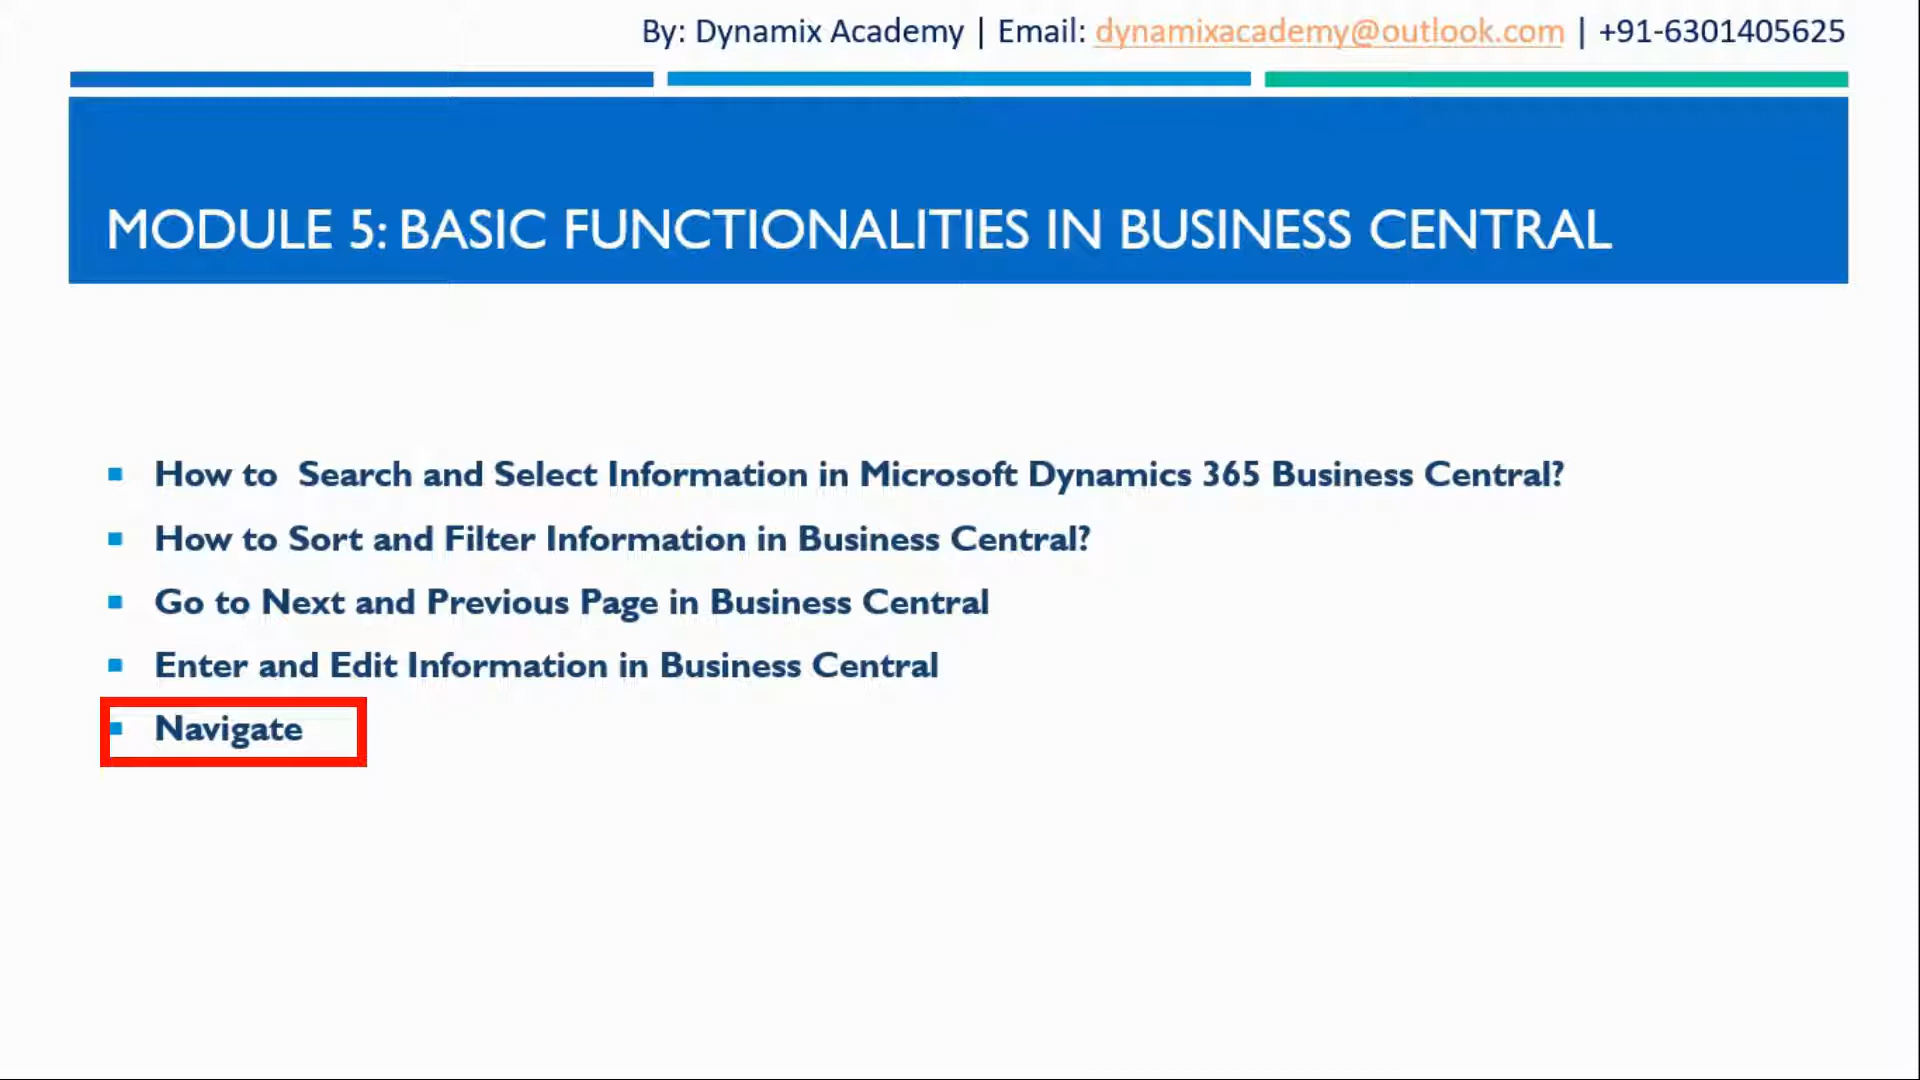 By: Dynamix Academy | Email: dynamixacademy@outlook.com | +91-6301405625
MODULE 5: BASIC FUNCTIONALITIES IN BUSINESS CENTRAL
How to Search and Select Information in Microsoft Dynamics 365 Business Central?
How to Sort and Filter Information in Business Central?
Go to Next and Previous Page in Business Central
Enter and Edit Information in Business Central
Navigate